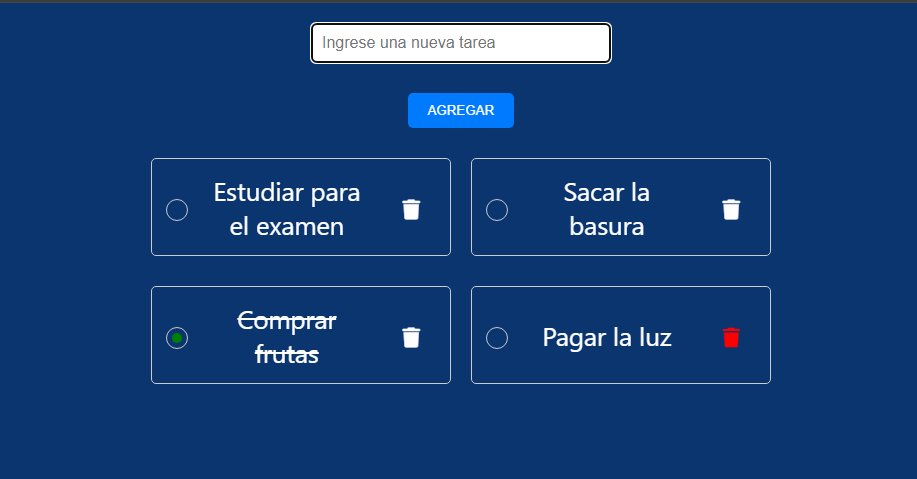 Ingrese una nueva tarea
AGREGAR
Estudiar para
el examen
Sacar la
basura
Comprar
frutas
Pagar la luz